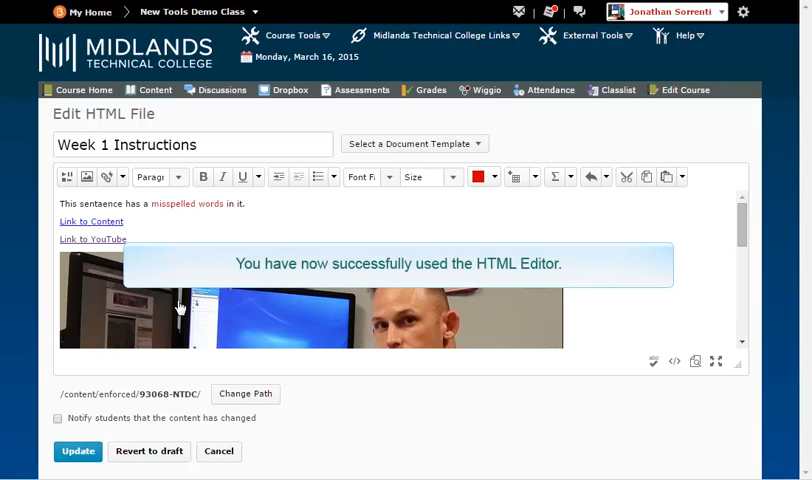 My Home
New Tools Demo Class
Jonathan Sorrenti
MIDLANDS
TECHNICAL COLLEGE
Course Tools
Midlands Technical College Links
External Tools
Help
Monday, March 16, 2015
Course Home
Content
Discussions
Dropbox
Assessments
Grades
Wiggio
Attendance
Classlist
Edit Course
Edit HTML File
Week 1 Instructions
Select a Document Template
Paragr
B I U
Font Fa
Size
Σ
This sentaence has a misspelled words in it.
Link to Content
Link to YouTube
You have now successfully used the HTML Editor.
abc
</>
/content/enforced/93068-NTDC/
Change Path
Notify students that the content has changed
Update
Revert to draft
Cancel